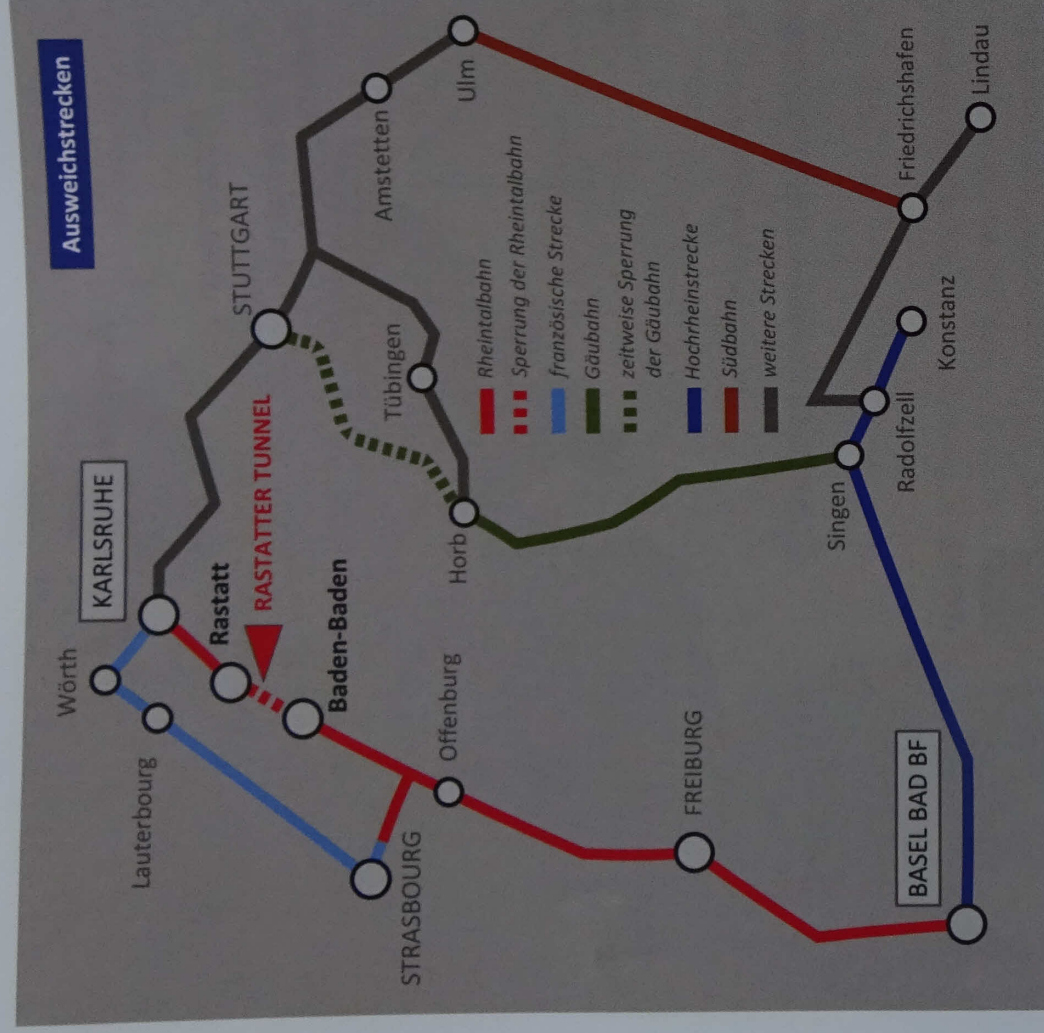 Ausweichstrecken
Wörth
KARLSRUHE
Lauterbourg
Rastatt
RASTATTER TUNNEL
STUTTGART
Baden-Baden
Amstetten
Ulm
Tübingen
STRASBOURG
Offenburg
Horb
Rheintalbahn
Sperrung der Rheintalbahn
französische Strecke
Gäubahn
zeitweise Sperrung
der Gäubahn
Hochrheinstrecke
Südbahn
weitere Strecken
FREIBURG
Singen
Radolfzell
Konstanz
Friedrichshafen
Lindau
BASEL BAD BF